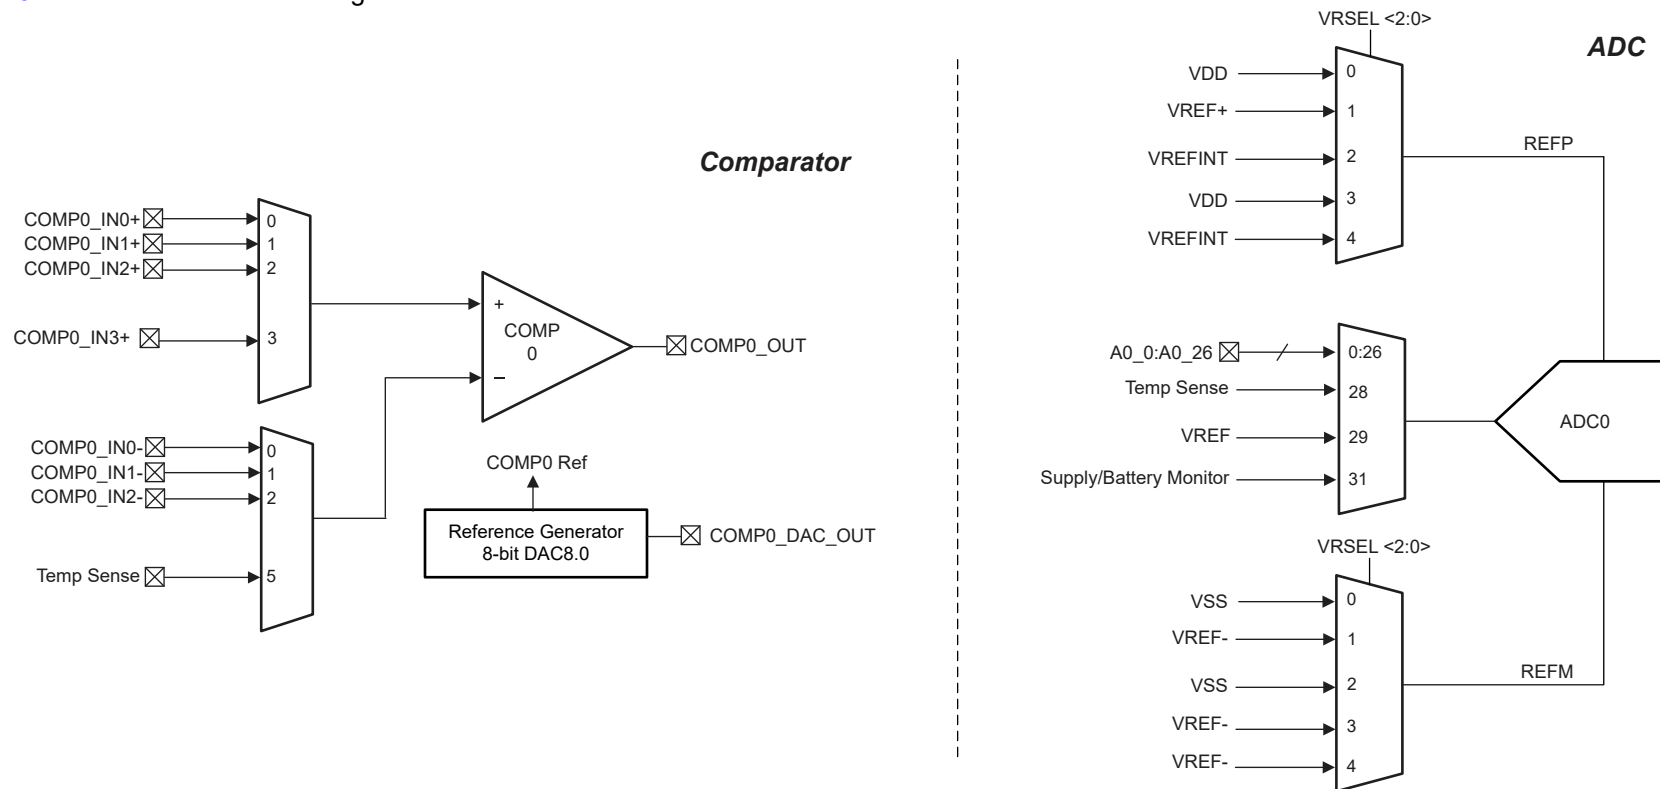 Comparator
COMP0_IN0+
0
COMP0_IN1+
1
COMP0_IN2+
2
COMP0_IN3+
3
+
COMP
0
−
COMP0_OUT
COMP0_IN0-
0
COMP0_IN1-
1
COMP0_IN2-
2
Temp Sense
5
COMP0 Ref
Reference Generator
8-bit DAC8.0
COMP0_DAC_OUT
ADC
VRSEL <2:0>
VDD
0
VREF+
1
VREFINT
2
VDD
3
VREFINT
4
REFP
A0_0:A0_26
0:26
Temp Sense
28
VREF
29
Supply/Battery Monitor
31
ADC0
VRSEL <2:0>
VSS
0
VREF-
1
VSS
2
VREF-
3
VREF-
4
REFM